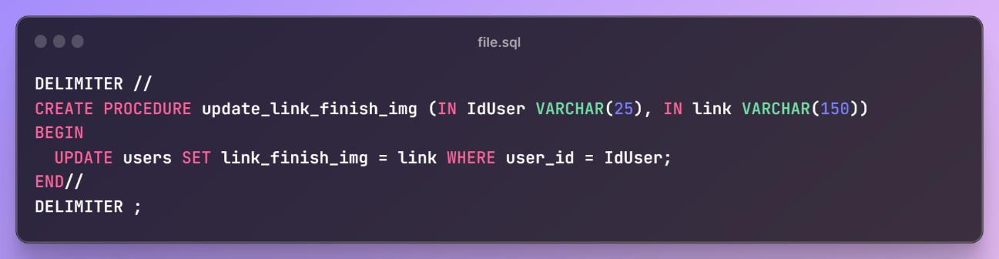 file.sql
DELIMITER //
CREATE PROCEDURE update_link_finish_img (IN IdUser VARCHAR(25), IN link VARCHAR(150))
BEGIN
  UPDATE users SET link_finish_img = link WHERE user_id = IdUser;
END//
DELIMITER ;